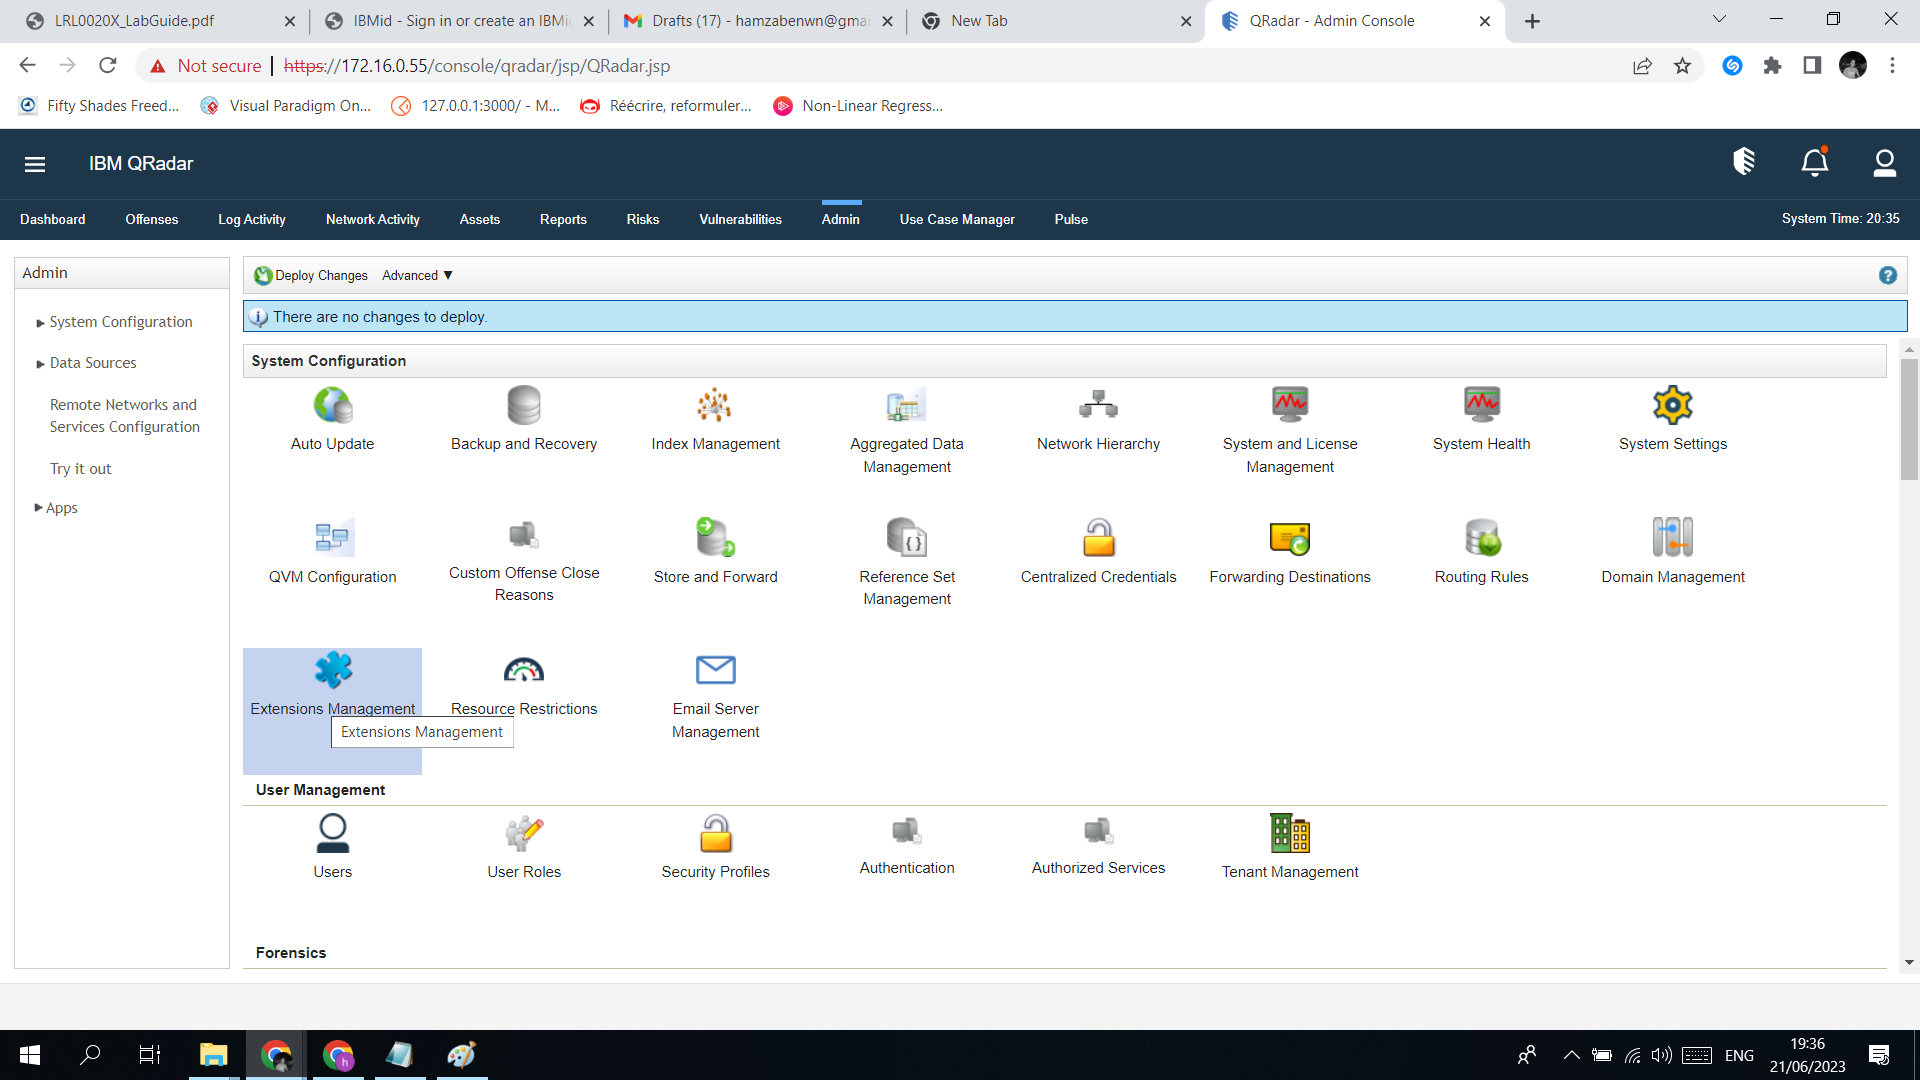 LRL0020X_LabGuide.pdf
IBMid - Sign in or create an IBMi
Drafts (17) - hamzabenwn@gmai
New Tab
QRadar - Admin Console
Not secure
https://172.16.0.55/console/qradar/jsp/QRadar.jsp
Fifty Shades Freed...
Visual Paradigm On...
127.0.0.1:3000/ - M...
Réécrire, reformuler...
Non-Linear Regress...
IBM QRadar
Dashboard
Offenses
Log Activity
Network Activity
Assets
Reports
Risks
Vulnerabilities
Admin
Use Case Manager
Pulse
System Time: 20:35
Admin
System Configuration
Data Sources
Remote Networks and
Services Configuration
Try it out
Apps
Deploy Changes
Advanced ▼
?
There are no changes to deploy.
System Configuration
Auto Update
Backup and Recovery
Index Management
Aggregated Data
Management
Network Hierarchy
System and License
Management
System Health
System Settings
QVM Configuration
Custom Offense Close
Reasons
Store and Forward
Reference Set
Management
Centralized Credentials
Forwarding Destinations
Routing Rules
Domain Management
Extensions Management
Extensions Management
Resource Restrictions
Email Server
Management
User Management
Users
User Roles
Security Profiles
Authentication
Authorized Services
Tenant Management
Forensics
h
ENG
19:36
21/06/2023